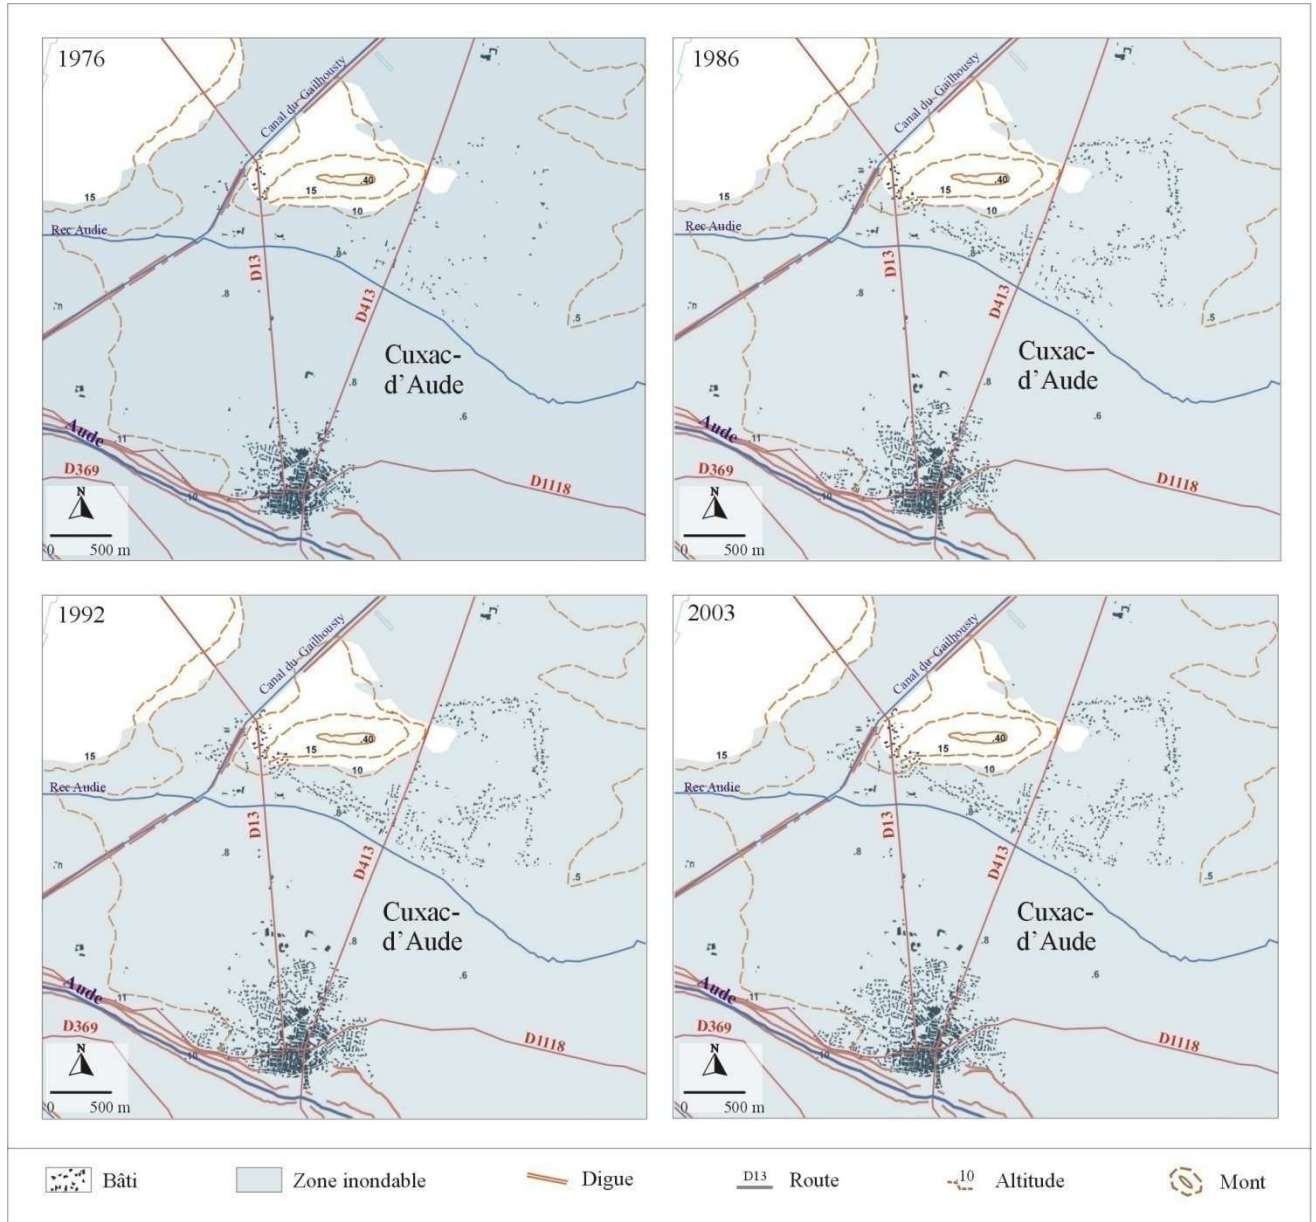 1976
Canal du Gailhousty
.40
15
10
15
Rec Audie
D13
.8
.8
D413
.5
Cuxac-
d'Aude
.8
.6
Aude
.11
D369
.10
D1118
N
0 500 m
1986
Canal du Gailhousty
.40
15
10
15
Rec Audie
D13
.8
.8
D413
.5
Cuxac-
d'Aude
.8
.6
Aude
.11
D369
.10
D1118
N
0 500 m
1992
Canal du Gailhousty
.40
15
10
15
Rec Audie
D13
.8
.8
D413
.5
Cuxac-
d'Aude
.8
.6
Aude
.11
D369
.10
D1118
N
0 500 m
2003
Canal du Gailhousty
.40
15
10
15
Rec Audie
D13
.8
.8
D413
.5
Cuxac-
d'Aude
.8
.6
Aude
.11
D369
.10
D1118
N
0 500 m
Bâti
Zone inondable
Digue
D13 Route
10 Altitude
Mont